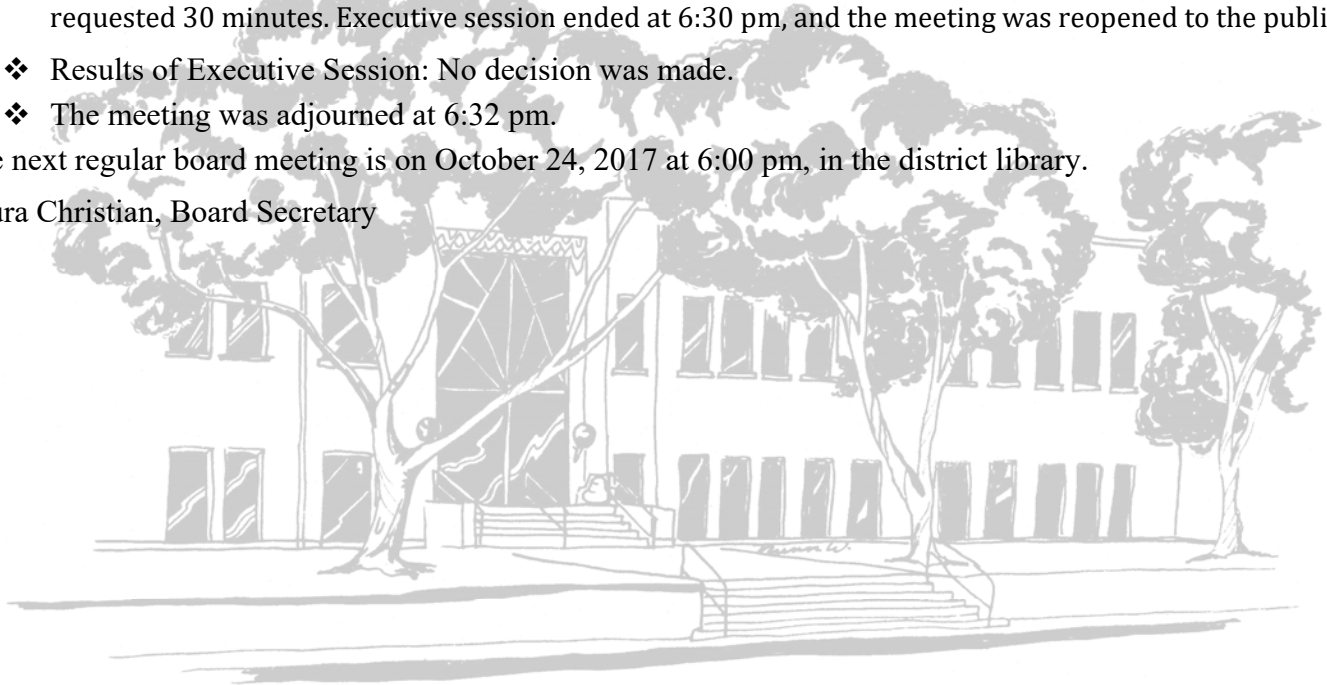 requested 30 minutes. Executive session ended at 6:30 pm, and the meeting was reopened to the publi
❖ Results of Executive Session: No decision was made.
❖ The meeting was adjourned at 6:32 pm.
e next regular board meeting is on October 24, 2017 at 6:00 pm, in the district library.
ura Christian, Board Secretary